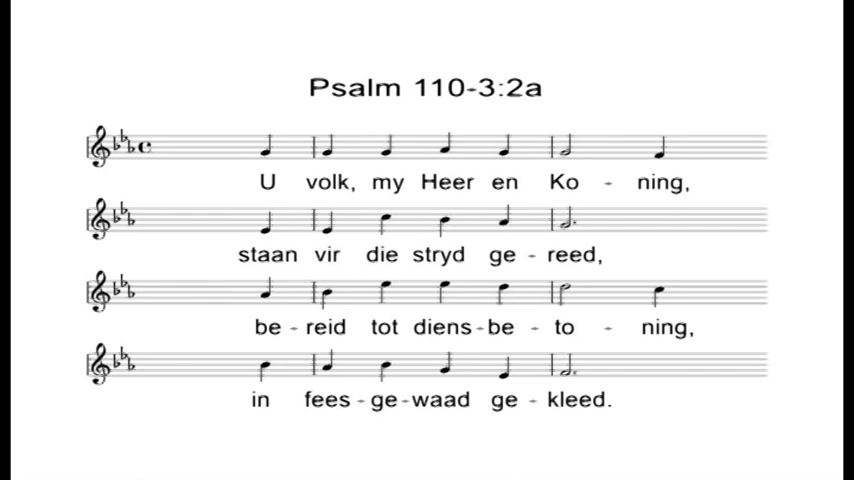 Psalm 110-3:2a
U volk, my Heer en Ko - ning,
staan vir die stryd ge - reed,
be - reid tot diens - be - to - ning,
in fees - ge - waad ge - kleed.